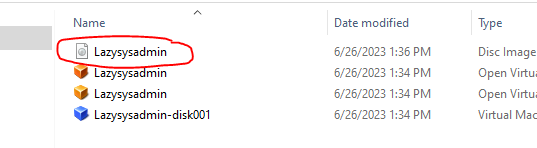 Name Date modified Type
Lazysysadmin 6/26/2023 1:36 PM Disc Image
Lazysysadmin 6/26/2023 1:34 PM Open Virtu
Lazysysadmin 6/26/2023 1:34 PM Open Virtu
Lazysysadmin-disk001 6/26/2023 1:34 PM Virtual Mac